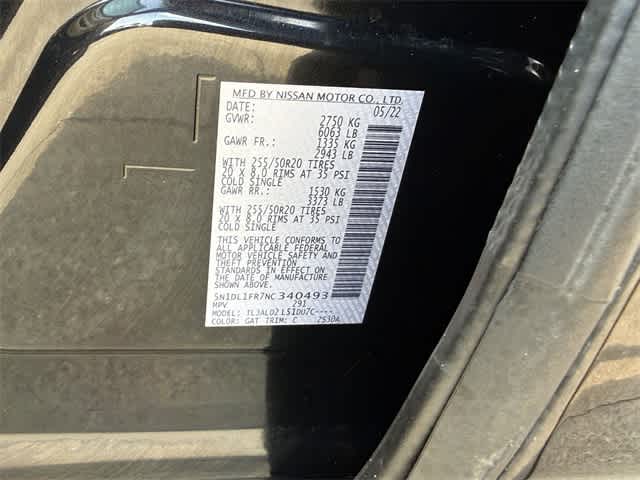 MFD BY NISSAN MOTOR CO., LTD.
DATE: 05/22
GVWR: 2750 KG
6063 LB
GAWR FR.: 1335 KG
2943 LB
WITH 255/50R20 TIRES
20 X 8.0 RIMS AT 35 PSI
COLD SINGLE
GAWR RR.: 1530 KG
3373 LB
WITH 255/50R20 TIRES
20 X 8.0 RIMS AT 35 PSI
COLD SINGLE
THIS VEHICLE CONFORMS TO
ALL APPLICABLE FEDERAL
MOTOR VEHICLE SAFETY AND
THEFT PREVENTION
STANDARDS IN EFFECT ON
THE DATE OF MANUFACTURE
SHOWN ABOVE.
5N1DL1FR7NC 340493
MPV 291
MODEL: TLJALD2 L51DU7C----
COLOR: GAT TRIM: C